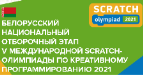 SCRATCH
olympiad 2021
БЕЛОРУССКИЙ
НАЦИОНАЛЬНЫЙ
ОТБОРОЧНЫЙ ЭТАП
V МЕЖДУНАРОДНОЙ SCRATCH-
ОЛИМПИАДЫ ПО КРЕАТИВНОМУ
ПРОГРАММИРОВАНИЮ 2021